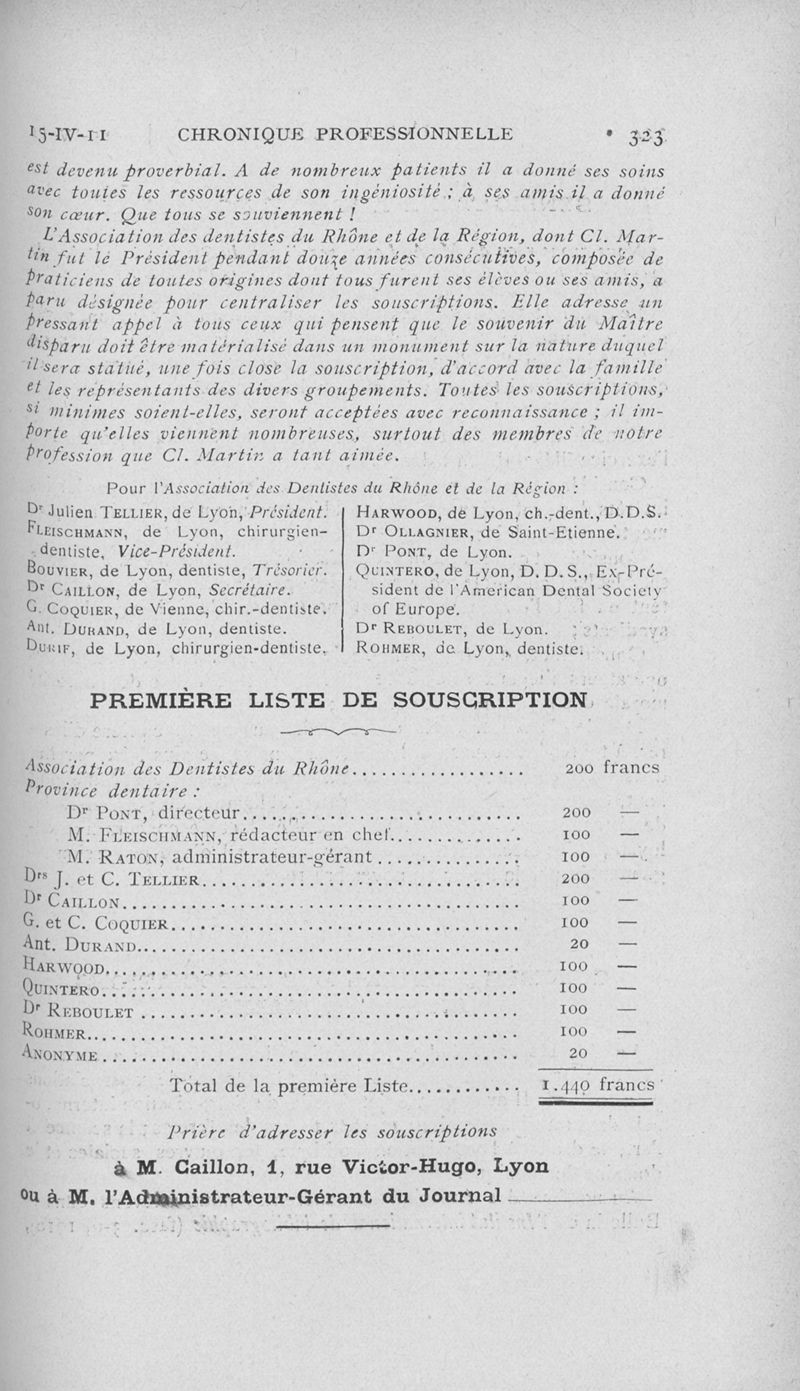 15-IV-11 CHRONIQUE PROFESSIONNELLE 323
est devenu proverbial. A de nombreux patients il a donné ses soins
avec toutes les ressources de son ingéniosité ; à ses amis il a donné
son cœur. Que tous se souviennent !
L'Association des dentistes du Rhône et de la Région, dont Cl. Mar-
tin fut le Président pendant douze années consécutives, composée de
praticiens de toutes origines dont tous furent ses élèves ou ses amis, a
paru désignée pour centraliser les souscriptions. Elle adresse un
pressant appel à tous ceux qui pensent que le souvenir du Maître
disparu doit être matérialisé dans un monument sur la nature duquel
il sera statué, une fois close la souscription, d'accord avec la famille
et les représentants des divers groupements. Toutes les souscriptions,
si minimes soient-elles, seront acceptées avec reconnaissance ; il im-
porte qu'elles viennent nombreuses, surtout des membres de notre
profession que Cl. Martin a tant aimée.
Pour l'Association des Dentistes du Rhône et de la Région :
Dr Julien TELLIER, de Lyon, Président.
FLEISCHMANN, de Lyon, chirurgien-
dentiste, Vice-Président.
BOUVIER, de Lyon, dentiste, Trésorier.
Dr CAILLON, de Lyon, Secrétaire.
G. COQUIER, de Vienne, chir.-dentiste.
Ant. DURAND, de Lyon, dentiste.
DURIF, de Lyon, chirurgien-dentiste.
HARWOOD, de Lyon, ch.-dent., D.D.S.
Dr OLLAGNIER, de Saint-Etienne.
Dr PONT, de Lyon.
QUINTERO, de Lyon, D. D. S., Ex-Pré-
sident de l'American Dental Society
of Europe.
Dr REBOULET, de Lyon.
ROHMER, de Lyon, dentiste.
PREMIÈRE LISTE DE SOUSCRIPTION
Association des Dentistes du Rhône.................. 200 francs
Province dentaire :
Dr PONT, directeur............................ 200 —
M. FLEISCHMANN, rédacteur en chef............. 100 —
M. RATON, administrateur-gérant............... 100 —
Drs J. et C. TELLIER................................ 200 —
Dr CAILLON........................................ 100 —
G. et C. COQUIER.................................... 100 —
Ant. DURAND........................................ 20 —
HARWOOD.......................................... 100 —
QUINTERO.......................................... 100 —
Dr REBOULET ....................................... 100 —
ROHMER............................................ 100 —
ANONYME .......................................... 20 —
Total de la première Liste............ 1.440 francs
Prière d'adresser les souscriptions
à M. Caillon, 1, rue Victor-Hugo, Lyon
ou à M. l'Administrateur-Gérant du Journal